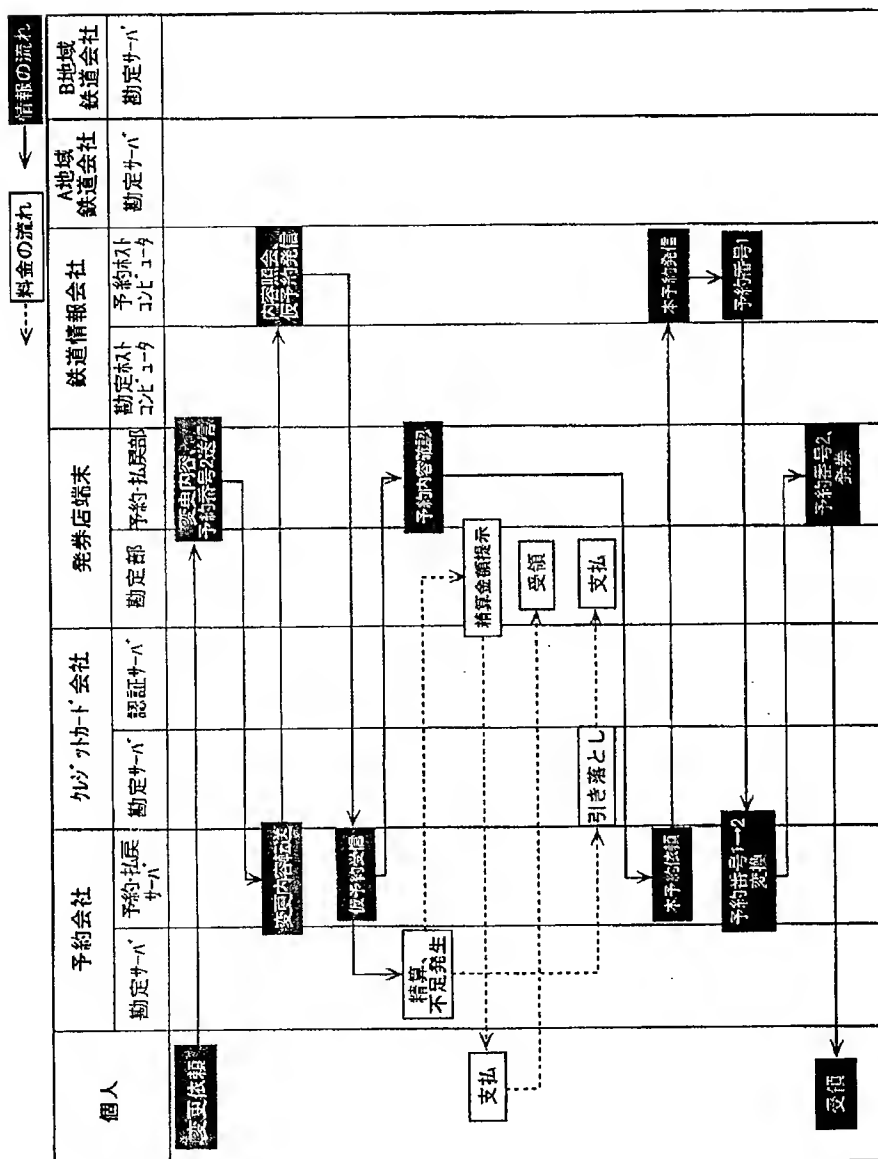 料金の流れ
情報の流れ
個人
予約会社
勘定サーバ
予約・払戻
サーバ
クレジットカード会社
勘定サーバ
認証サーバ
発券店端末
勘定部
予約・払戻部
鉄道情報会社
勘定ホスト
コンピュータ
予約ホスト
コンピュータ
A地域
鉄道会社
勘定サーバ
B地域
鉄道会社
勘定サーバ
変更依頼
変更内容、
予約番号2送信
変更内容転送
内容照会、
仮予約発信
仮予約受信
精算、
不足発生
予約内容確認
精算金額提示
支払
受領
引き落とし
支払
本予約依頼
本予約発信
予約番号1
予約番号1→2
変換
予約番号2、
発券
受領